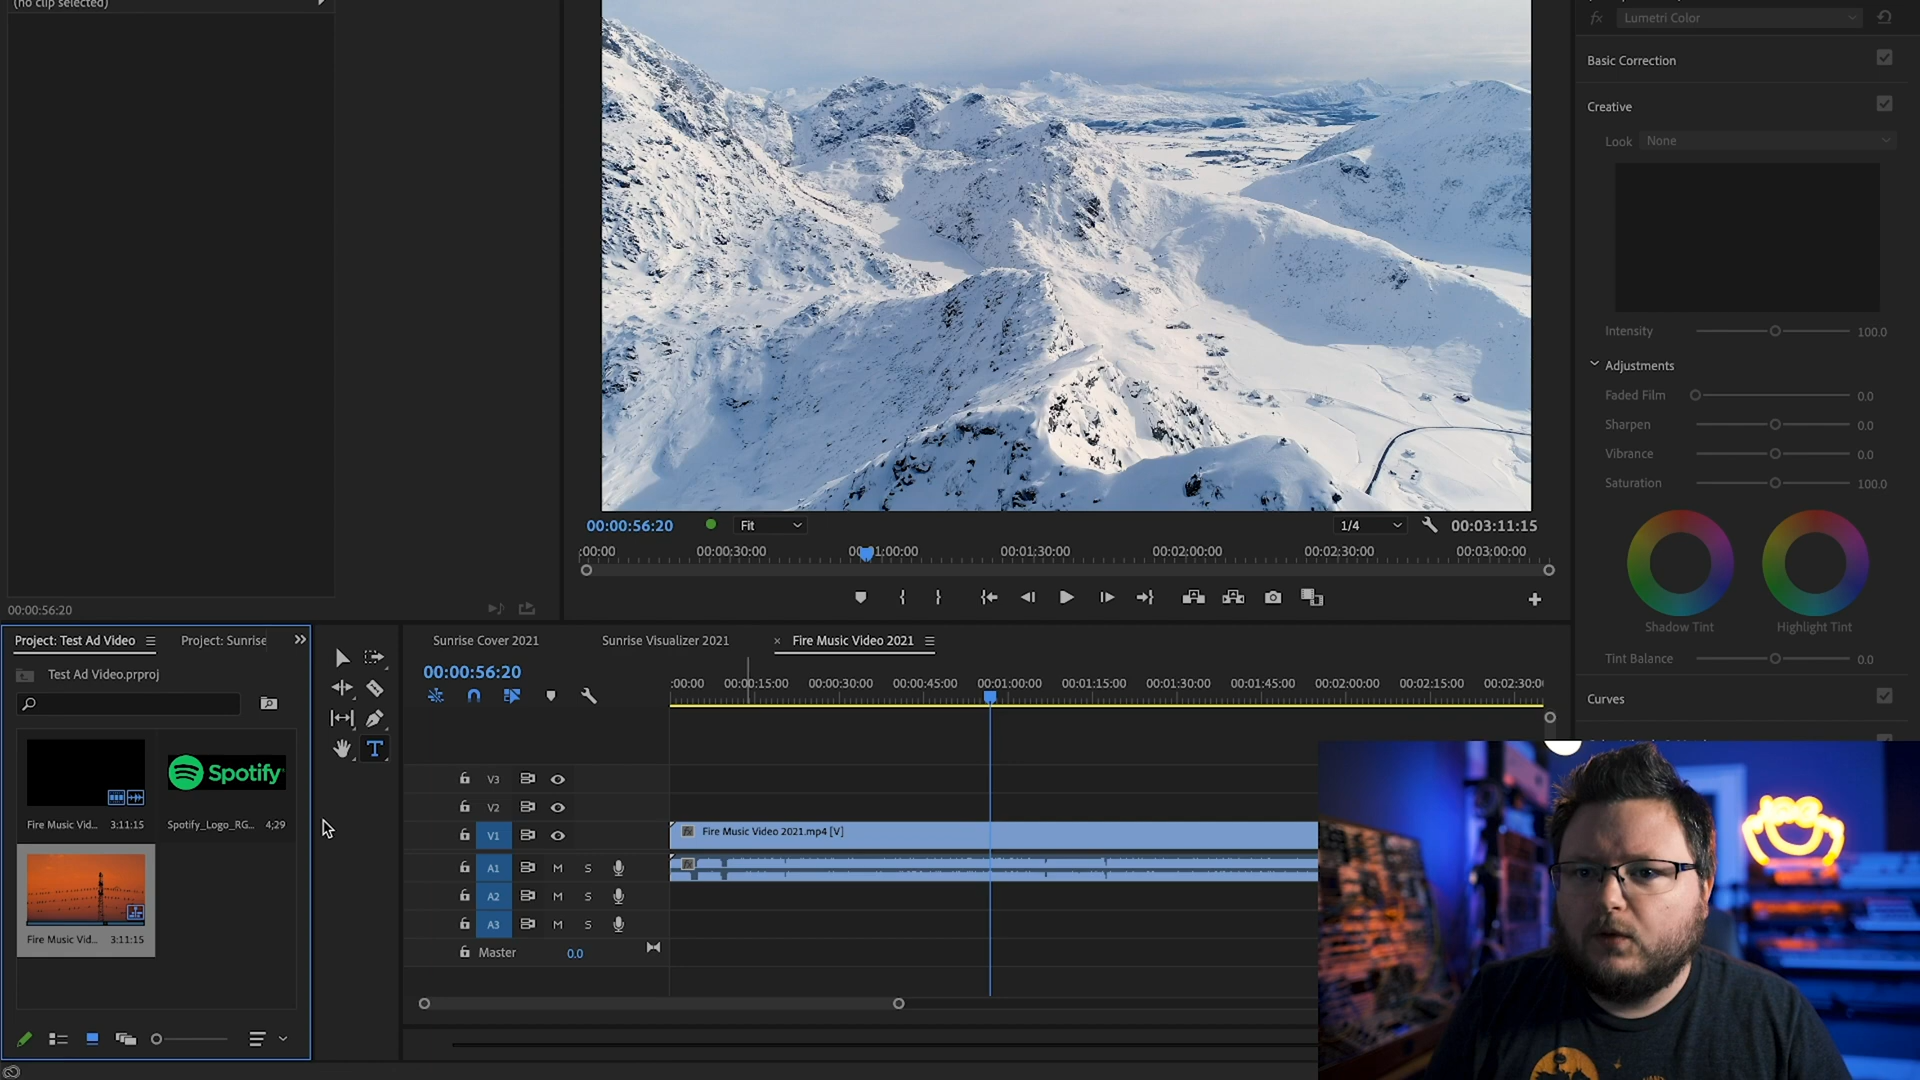 (no clip selected)
00:00:56:20
Project: Test Ad Video
Project: Sunrise
Test Ad Video.prproj
Fire Music Vid... 3:11:15
Spotify
Spotify_Logo_RG... 4;29
Fire Music Vid... 3:11:15
00:00:56:20
Fit
1/4
00:03:11:15
:00:00
00:00:30:00
00:01:00:00
00:01:30:00
00:02:00:00
00:02:30:00
00:03:00:00
Sunrise Cover 2021
Sunrise Visualizer 2021
× Fire Music Video 2021
00:00:56:20
:00:00
00:00:15:00
00:00:30:00
00:00:45:00
00:01:00:00
00:01:15:00
00:01:30:00
00:01:45:00
00:02:00:00
00:02:15:00
00:02:30:0
V3
V2
V1
Fire Music Video 2021.mp4 [V]
fx
A1 M S
A2 M S
A3 M S
Master 0.0
T
fx Lumetri Color
Basic Correction
Creative
Look None
Intensity 100.0
Adjustments
Faded Film 0.0
Sharpen 0.0
Vibrance 0.0
Saturation 100.0
Shadow Tint
Highlight Tint
Tint Balance 0.0
Curves